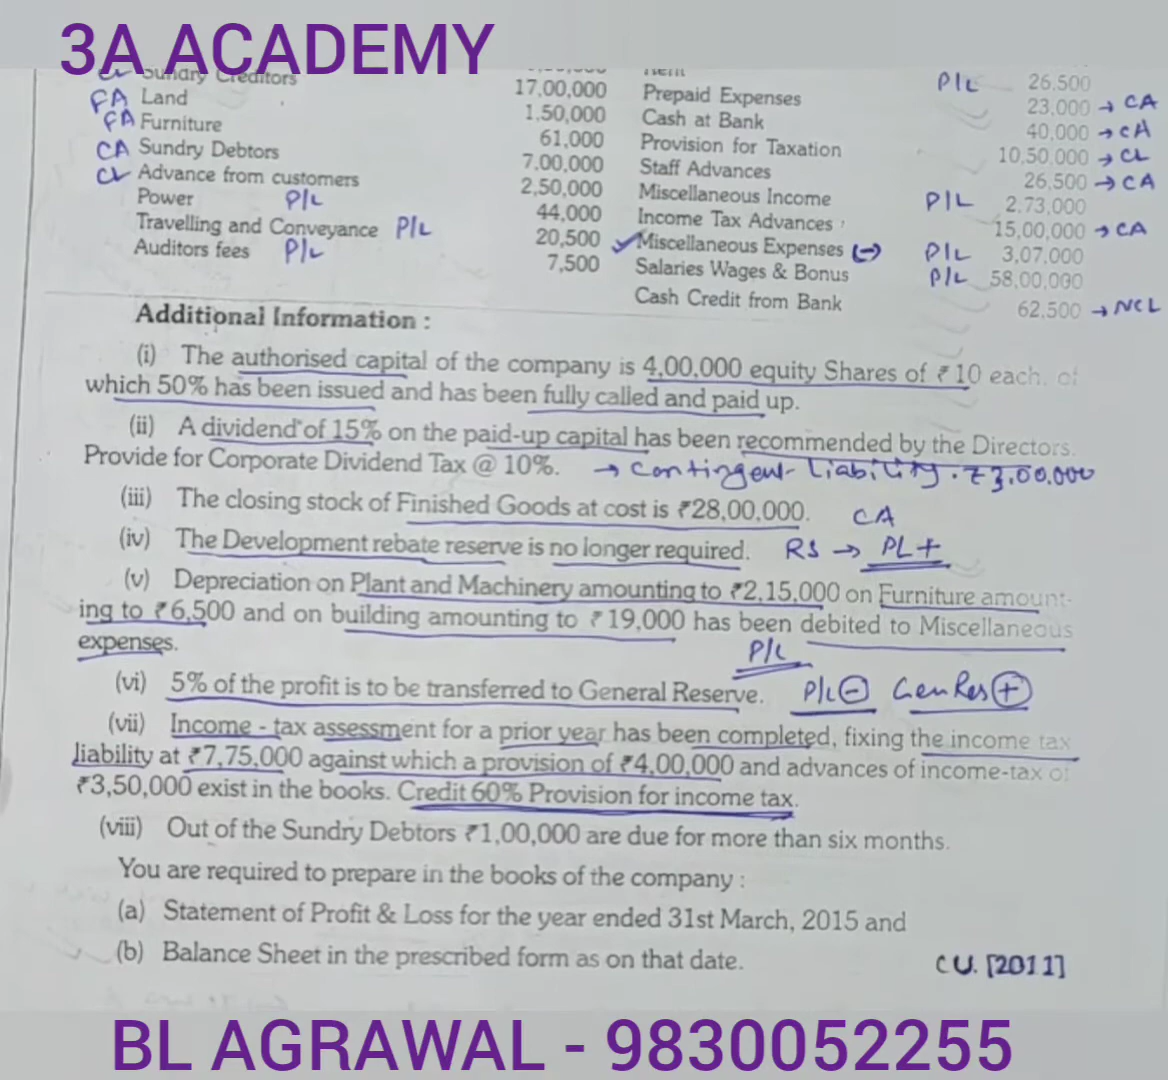 3A ACADEMY
CL Sundry Creditors 17,00,000 Rent P/L 26,500
FA Land 1,50,000 Prepaid Expenses 23,000 → CA
FA Furniture 61,000 Cash at Bank 40,000 → CA
CA Sundry Debtors 7,00,000 Provision for Taxation 10,50,000 → CL
CL Advance from customers 2,50,000 Staff Advances 26,500 → CA
Power P/L 44,000 Miscellaneous Income P/L 2,73,000
Travelling and Conveyance P/L 20,500 Income Tax Advances 15,00,000 → CA
Auditors fees P/L 7,500 ✓ Miscellaneous Expenses (-) P/L 3,07,000
Salaries Wages & Bonus P/L 58,00,000
Cash Credit from Bank 62,500 → NCL
Additional Information :
(i) The authorised capital of the company is 4,00,000 equity Shares of ₹ 10 each, of
which 50% has been issued and has been fully called and paid up.
(ii) A dividend of 15% on the paid-up capital has been recommended by the Directors.
Provide for Corporate Dividend Tax @ 10%. → Contingent Liability. ₹3,00,000
(iii) The closing stock of Finished Goods at cost is ₹28,00,000. CA
(iv) The Development rebate reserve is no longer required. RS → PL +
(v) Depreciation on Plant and Machinery amounting to ₹2,15,000 on Furniture amount-
ing to ₹6,500 and on building amounting to ₹19,000 has been debited to Miscellaneous
expenses. P/L
(vi) 5% of the profit is to be transferred to General Reserve. P/L (-) Gen Res (+)
(vii) Income - tax assessment for a prior year has been completed, fixing the income tax
liability at ₹7,75,000 against which a provision of ₹4,00,000 and advances of income-tax of
₹3,50,000 exist in the books. Credit 60% Provision for income tax.
(viii) Out of the Sundry Debtors ₹1,00,000 are due for more than six months.
You are required to prepare in the books of the company :
(a) Statement of Profit & Loss for the year ended 31st March, 2015 and
(b) Balance Sheet in the prescribed form as on that date. C U. [2011]
BL AGRAWAL - 9830052255